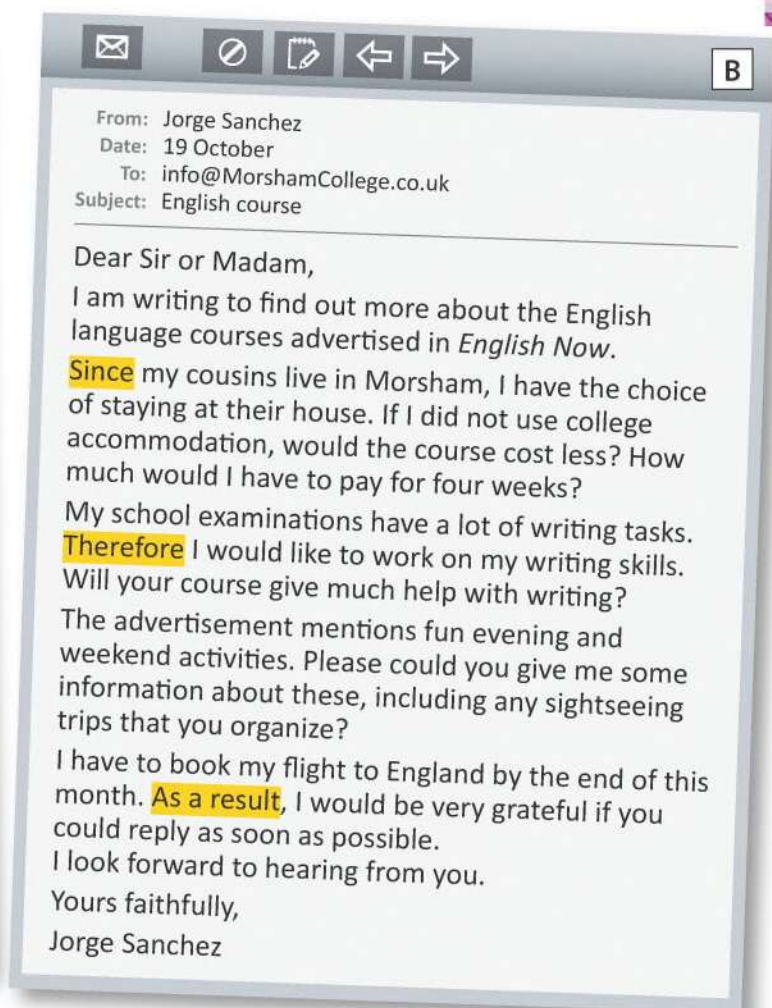 B
From: Jorge Sanchez
Date: 19 October
To: info@MorshamCollege.co.uk
Subject: English course
Dear Sir or Madam,
I am writing to find out more about the English
language courses advertised in English Now.
Since my cousins live in Morsham, I have the choice
of staying at their house. If I did not use college
accommodation, would the course cost less? How
much would I have to pay for four weeks?
My school examinations have a lot of writing tasks.
Therefore I would like to work on my writing skills.
Will your course give much help with writing?
The advertisement mentions fun evening and
weekend activities. Please could you give me some
information about these, including any sightseeing
trips that you organize?
I have to book my flight to England by the end of this
month. As a result, I would be very grateful if you
could reply as soon as possible.
I look forward to hearing from you.
Yours faithfully,
Jorge Sanchez